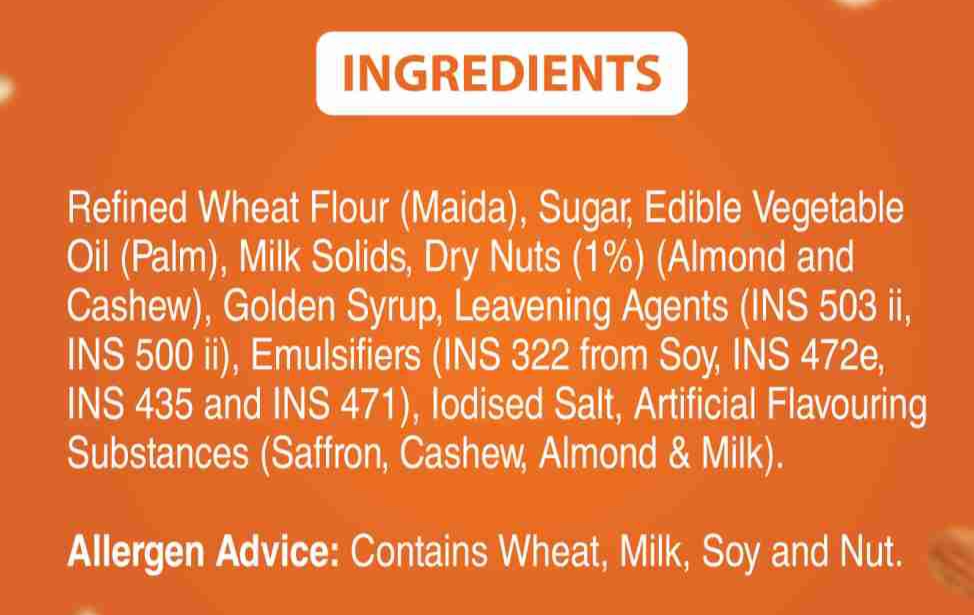 INGREDIENTS
Refined Wheat Flour (Maida), Sugar, Edible Vegetable
Oil (Palm), Milk Solids, Dry Nuts (1%) (Almond and
Cashew), Golden Syrup, Leavening Agents (INS 503 ii,
INS 500 ii), Emulsifiers (INS 322 from Soy, INS 472e,
INS 435 and INS 471), Iodised Salt, Artificial Flavouring
Substances (Saffron, Cashew, Almond & Milk).
Allergen Advice: Contains Wheat, Milk, Soy and Nut.